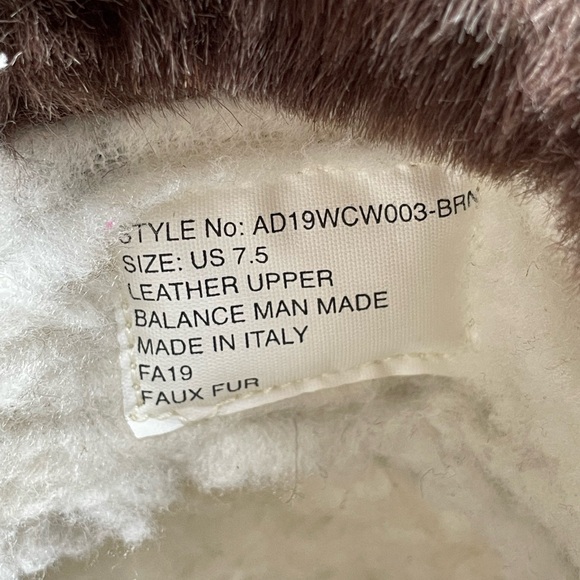 STYLE No: AD19WCW003-BRN
SIZE: US 7.5
LEATHER UPPER
BALANCE MAN MADE
MADE IN ITALY
FA19
FAUX FUR